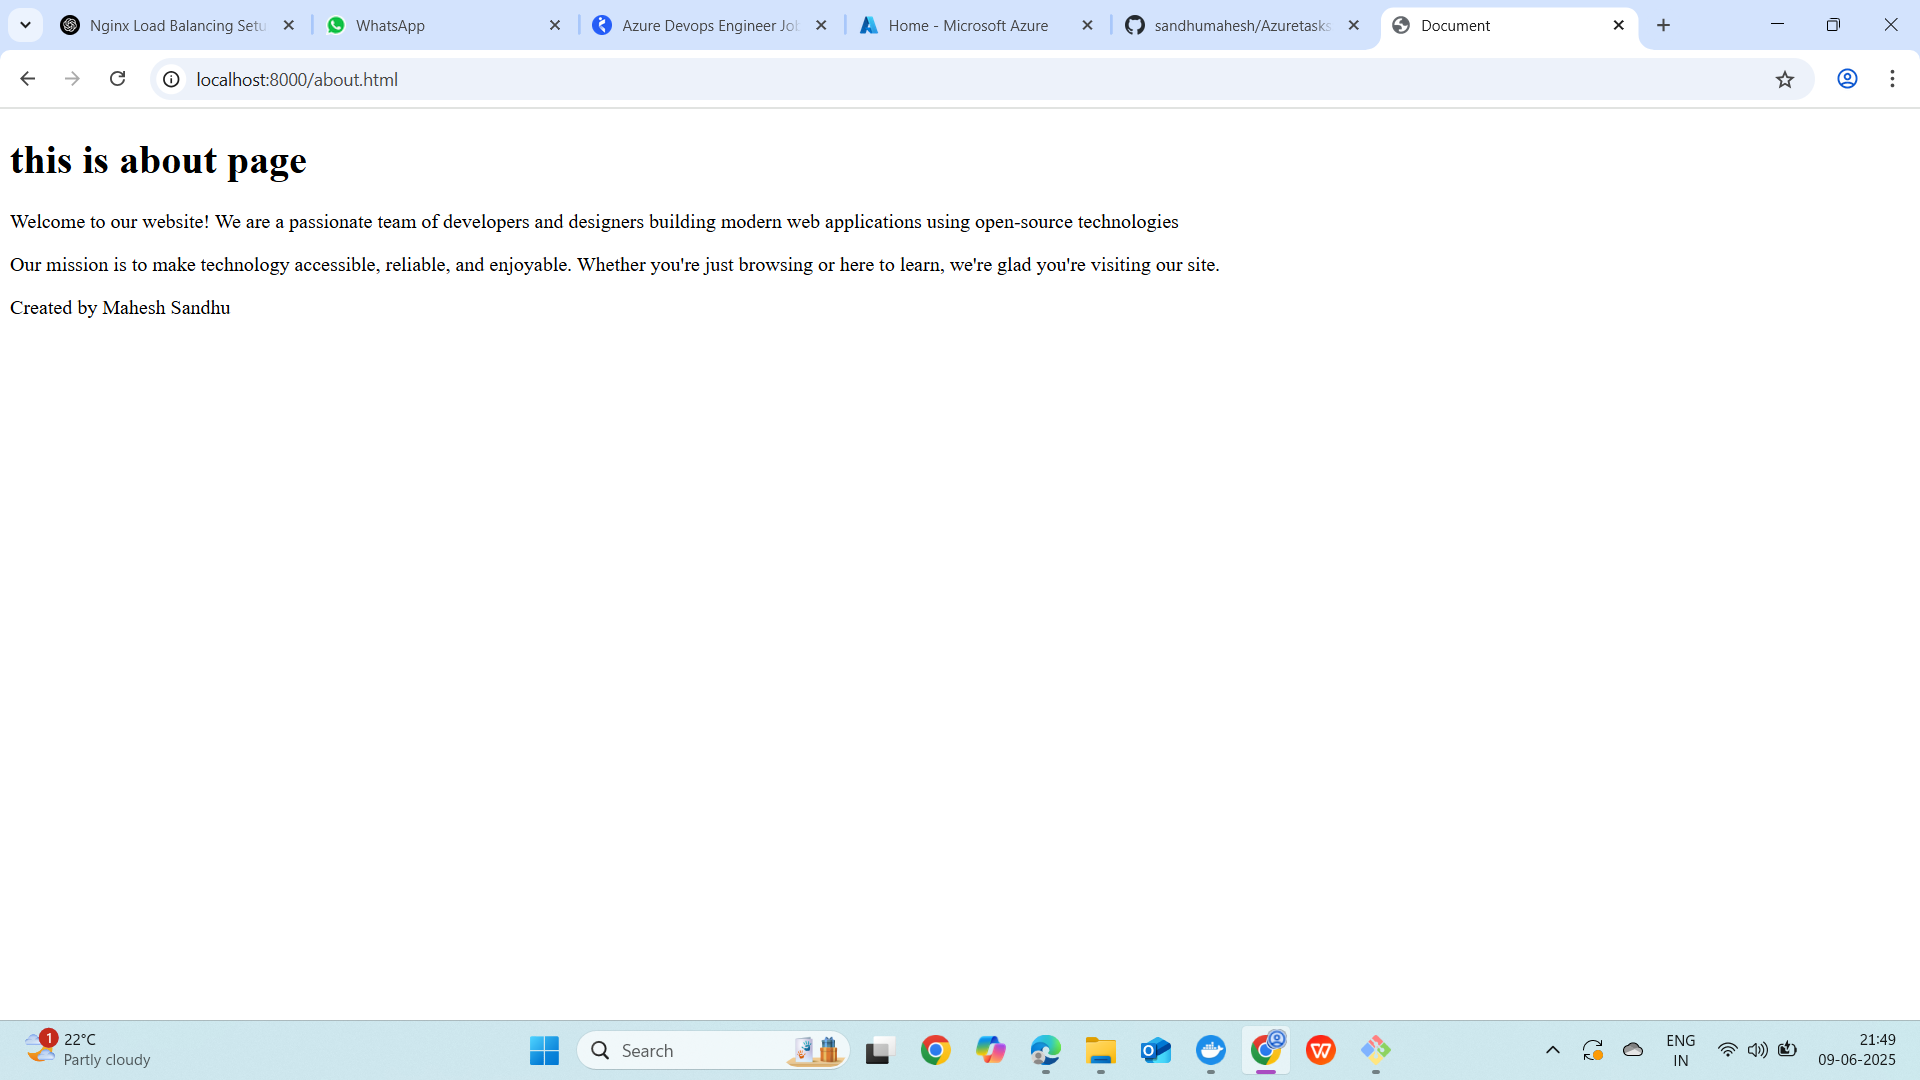 Nginx Load Balancing Setu
WhatsApp
Azure Devops Engineer Job
Home - Microsoft Azure
sandhumahesh/Azuretasks
Document
localhost:8000/about.html
this is about page
Welcome to our website! We are a passionate team of developers and designers building modern web applications using open-source technologies
Our mission is to make technology accessible, reliable, and enjoyable. Whether you're just browsing or here to learn, we're glad you're visiting our site.
Created by Mahesh Sandhu
1
22°C
Partly cloudy
Search
ENG
IN
21:49
09-06-2025